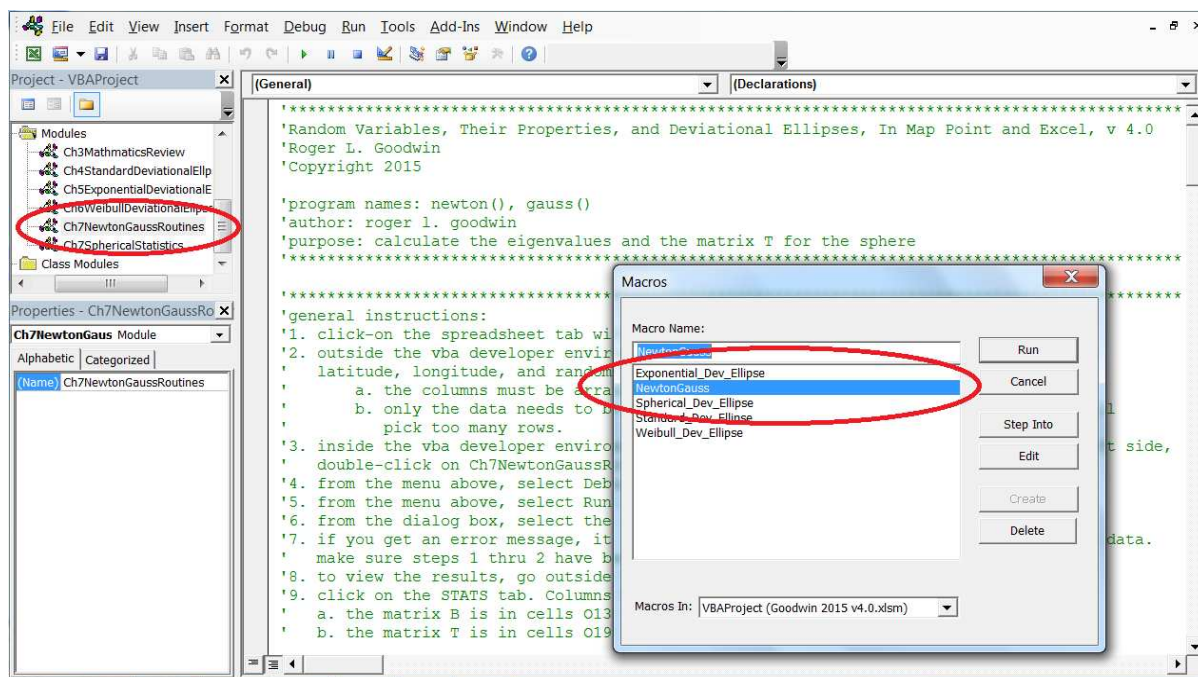 File Edit View Insert Format Debug Run Tools Add-Ins Window Help
Project - VBAProject
Modules
Ch3MathmaticsReview
Ch4StandardDeviationalEllp
Ch5ExponentialDeviationalE
Ch6WeibullDeviationalEllpse
Ch7NewtonGaussRoutines
Ch7SphericalStatistics
Class Modules
Properties - Ch7NewtonGaussRo
Ch7NewtonGaus Module
Alphabetic Categorized
(Name) Ch7NewtonGaussRoutines
(General) (Declarations)
'**********************************************************************************************
'Random Variables, Their Properties, and Deviational Ellipses, In Map Point and Excel, v 4.0
'Roger L. Goodwin
'Copyright 2015
'program names: newton(), gauss()
'author: roger l. goodwin
'purpose: calculate the eigenvalues and the matrix T for the sphere
'**********************************************************************************************
'**********************************************************************************************
'general instructions:
'1. click-on the spreadsheet tab wi
'2. outside the vba developer envir
' latitude, longitude, and random
' a. the columns must be arra
' b. only the data needs to b l
' pick too many rows.
'3. inside the vba developer enviro t side,
' double-click on Ch7NewtonGaussR
'4. from the menu above, select Deb
'5. from the menu above, select Run
'6. from the dialog box, select the
'7. if you get an error message, it data.
' make sure steps 1 thru 2 have b
'8. to view the results, go outside
'9. click on the STATS tab. Columns
' a. the matrix B is in cells O13
' b. the matrix T is in cells O19
Macros
Macro Name:
NewtonGauss
Exponential_Dev_Ellipse
NewtonGauss
Spherical_Dev_Ellipse
Standard_Dev_Ellipse
Weibull_Dev_Ellipse
Run
Cancel
Step Into
Edit
Create
Delete
Macros In: VBAProject (Goodwin 2015 v4.0.xlsm)